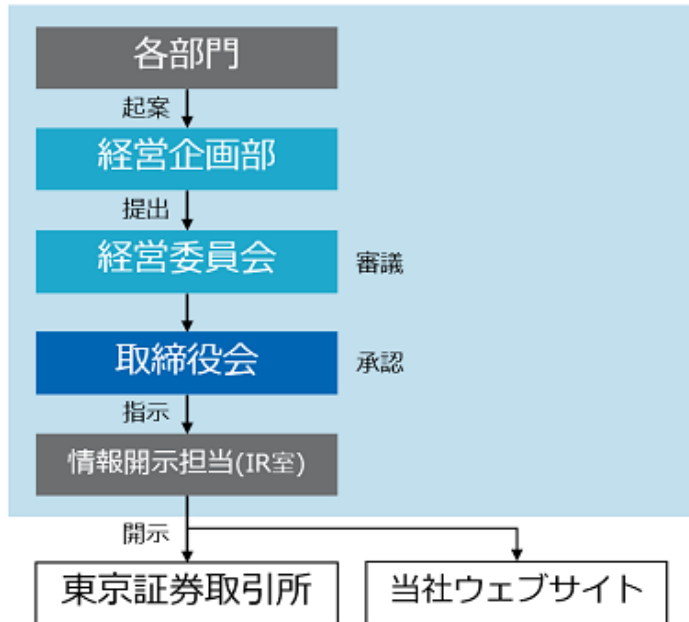 各部門
起案
経営企画部
提出
経営委員会
審議
取締役会
承認
指示
情報開示担当(IR室)
開示
東京証券取引所
当社ウェブサイト